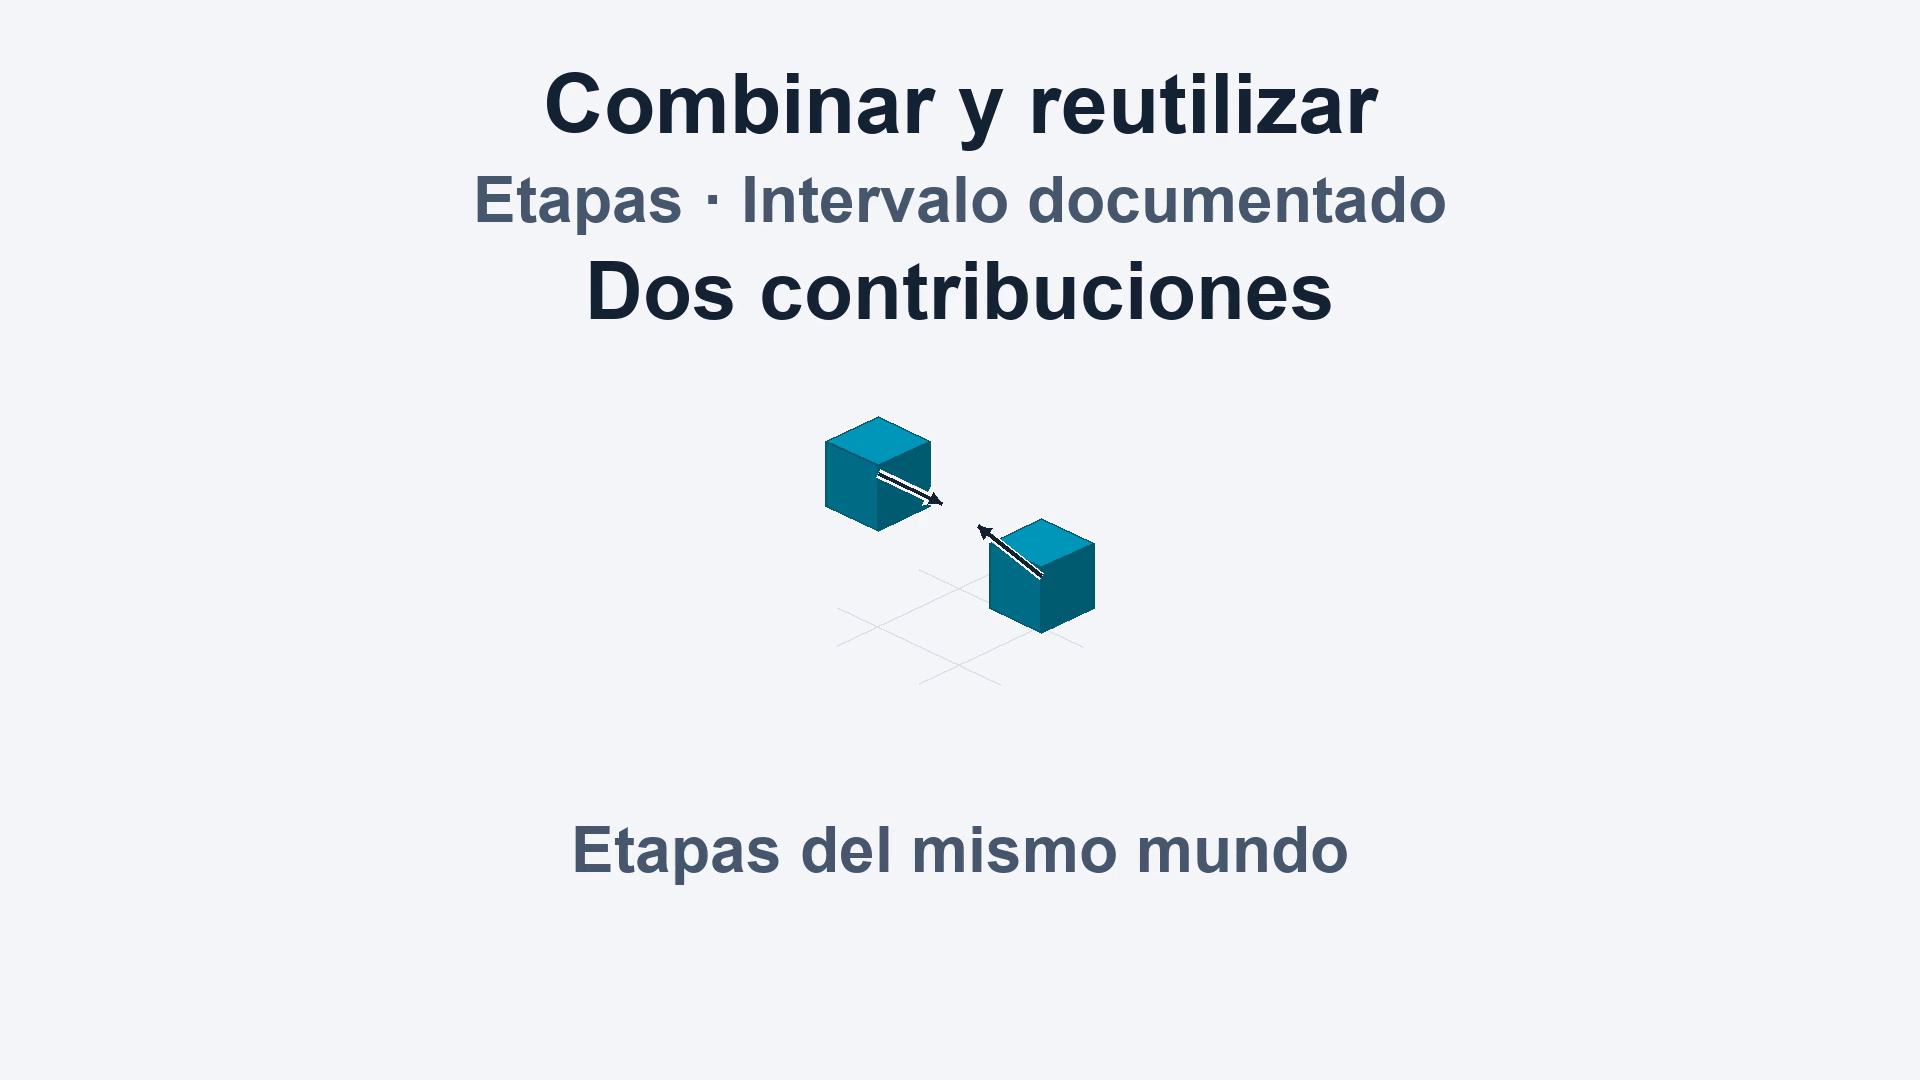 Combinar y reutilizar
Etapas · Intervalo documentado
Dos contribuciones
Etapas del mismo mundo